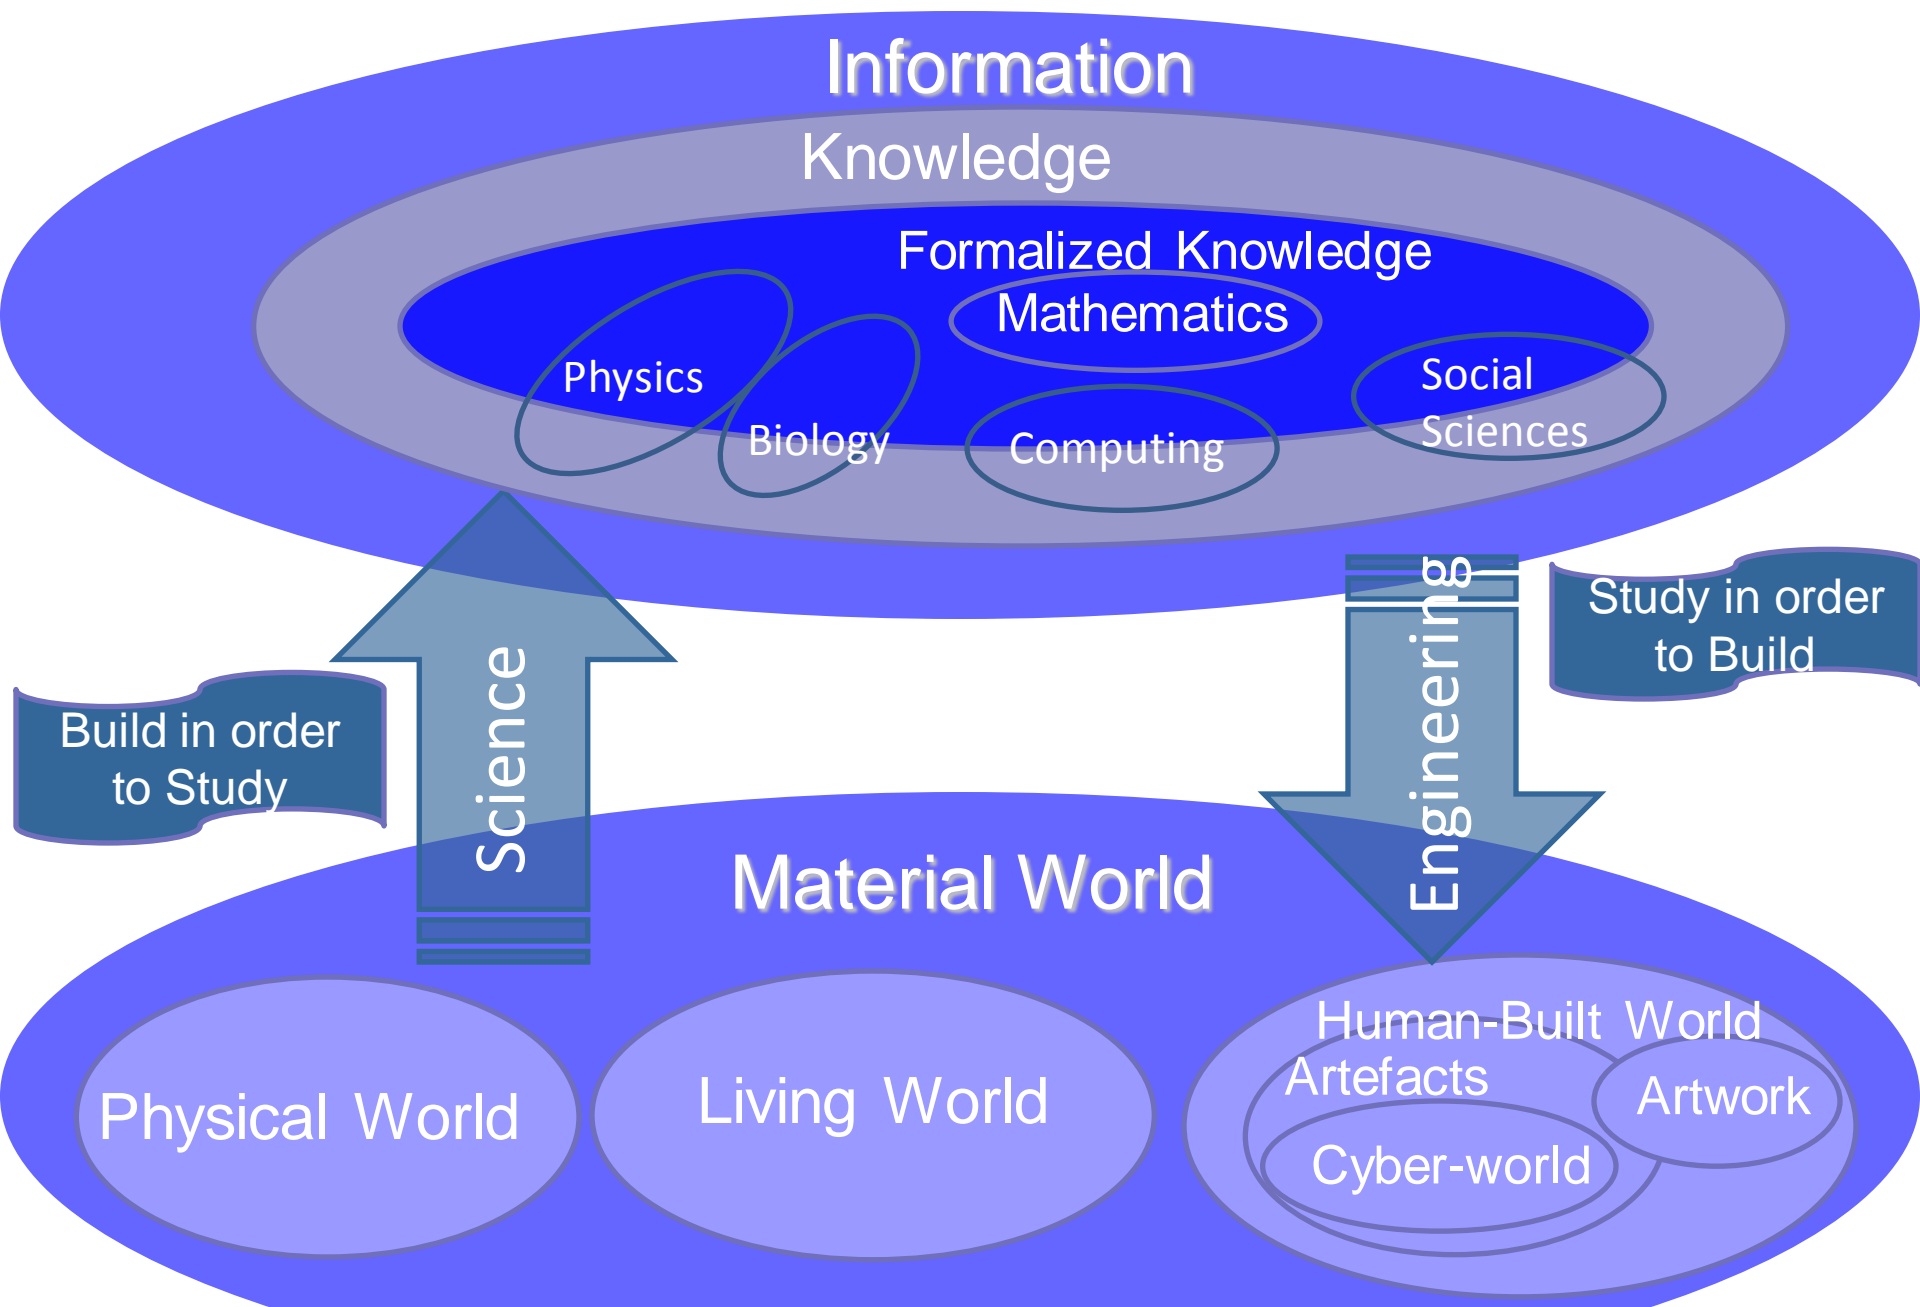 Information
Knowledge
Formalized Knowledge
Mathematics
Physics
Biology
Computing
Social
Sciences
Science
Engineering
Study in order
to Build
Build in order
to Study
Material World
Physical World
Living World
Human-Built World
Artefacts
Artwork
Cyber-world